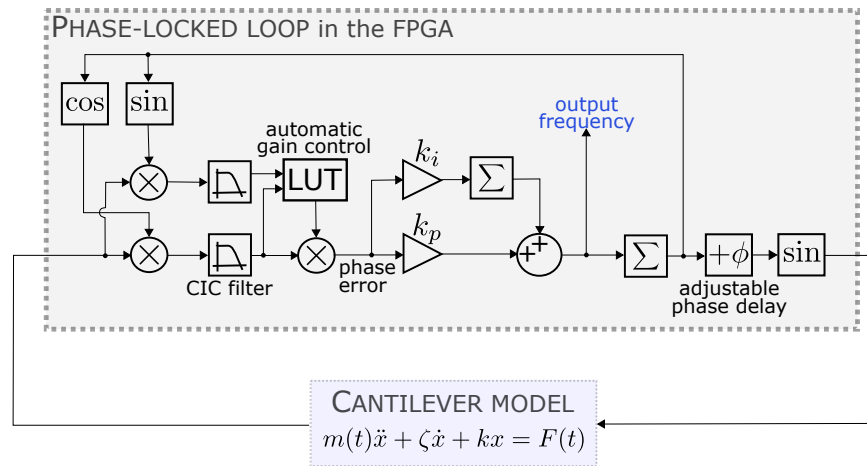 PHASE-LOCKED LOOP in the FPGA
cos
sin
automatic
gain control
LUT
output
frequency
k_i
∑
CIC filter
phase
error
k_p
+
+
∑
+ϕ
adjustable
phase delay
sin
CANTILEVER MODEL
m(t)ẍ + ζẋ + kx = F(t)